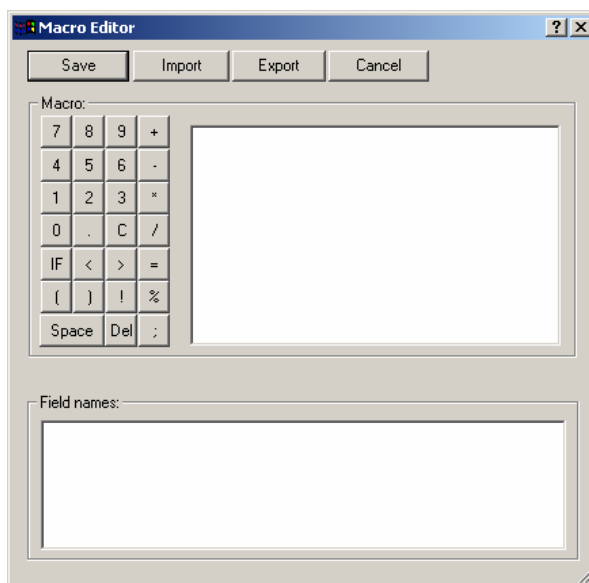 Macro Editor ? X
Save Import Export Cancel
Macro:
7 8 9 +
4 5 6 -
1 2 3 *
0 . C /
IF < > =
( ) ! %
Space Del ;
Field names: